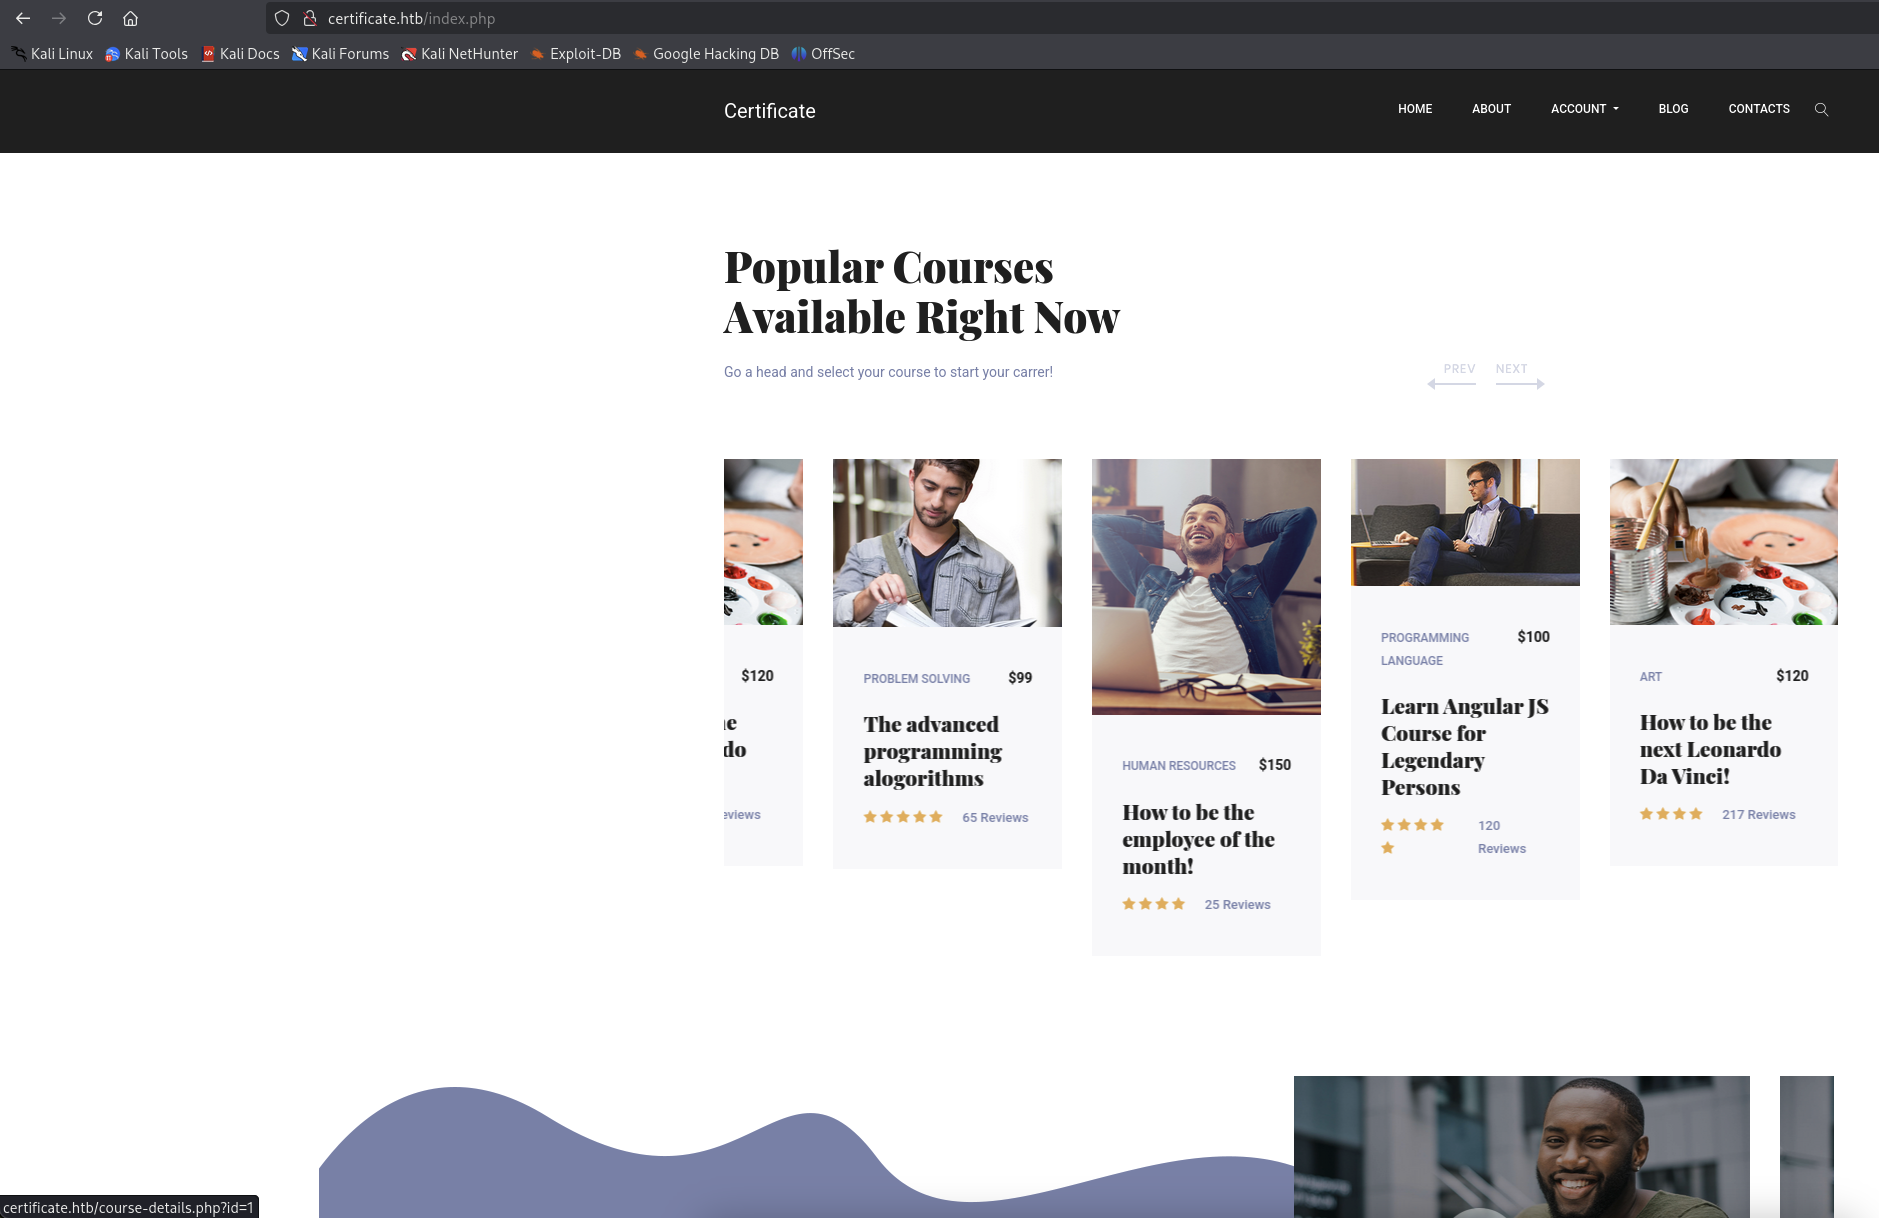 certificate.htb/index.php
Kali Linux Kali Tools Kali Docs Kali Forums Kali NetHunter Exploit-DB Google Hacking DB OffSec
Certificate
HOME ABOUT ACCOUNT BLOG CONTACTS
Popular Courses
Available Right Now
Go a head and select your course to start your carrer!
PREV NEXT
$120
do
eviews
PROBLEM SOLVING $99
The advanced
programming
alogorithms
65 Reviews
HUMAN RESOURCES $150
How to be the
employee of the
month!
25 Reviews
PROGRAMMING
LANGUAGE
$100
Learn Angular JS
Course for
Legendary
Persons
120
Reviews
ART $120
How to be the
next Leonardo
Da Vinci!
217 Reviews
certificate.htb/course-details.php?id=1